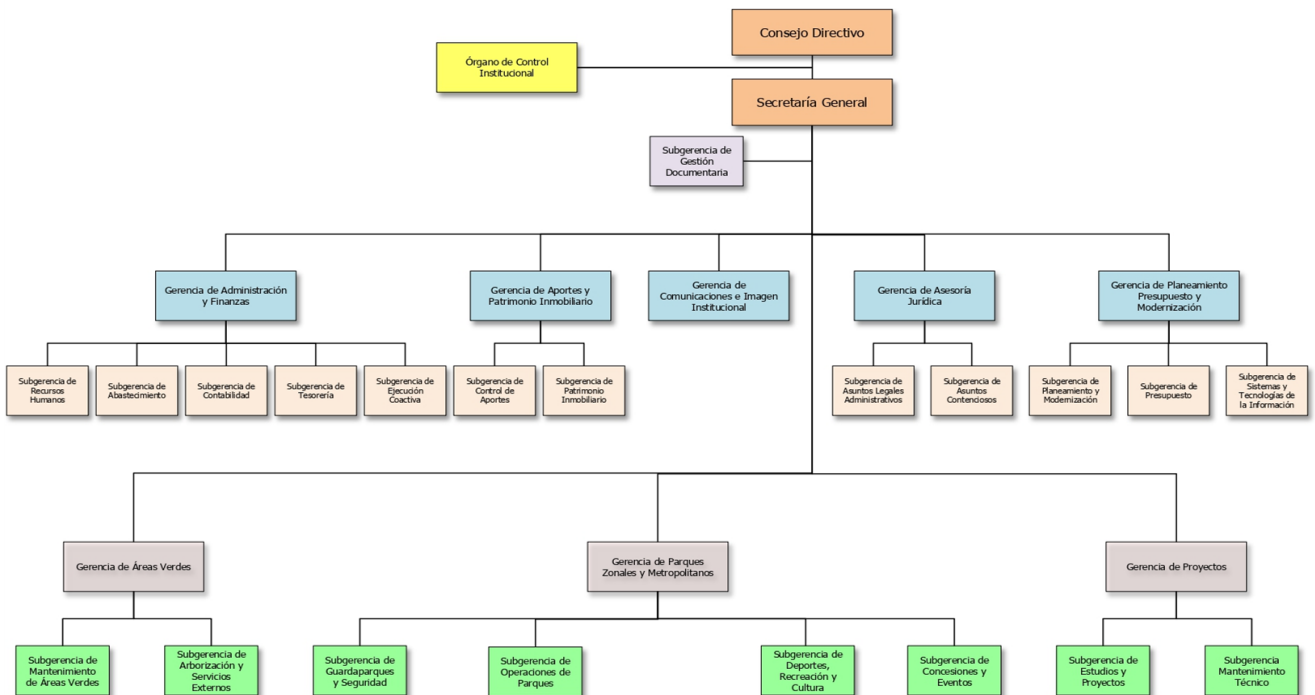 Consejo Directivo
Órgano de Control
Institucional
Secretaría General
Subgerencia de
Gestión
Documentaria
Gerencia de Administración
y Finanzas
Gerencia de Aportes y
Patrimonio Inmobiliario
Gerencia de
Comunicaciones e Imagen
Institucional
Gerencia de Asesoría
Jurídica
Gerencia de Planeamiento
Presupuesto y
Modernización
Subgerencia de
Recursos
Humanos
Subgerencia de
Abastecimiento
Subgerencia de
Contabilidad
Subgerencia de
Tesorería
Subgerencia de
Ejecución
Coactiva
Subgerencia de
Control de
Aportes
Subgerencia de
Patrimonio
Inmobiliario
Subgerencia de
Asuntos Legales
Administrativos
Subgerencia de
Asuntos
Contenciosos
Subgerencia de
Planeamiento y
Modernización
Subgerencia de
Presupuesto
Subgerencia de
Sistemas y
Tecnologías de
la Información
Gerencia de Áreas Verdes
Gerencia de Parques
Zonales y Metropolitanos
Gerencia de Proyectos
Subgerencia de
Mantenimiento
de Áreas Verdes
Subgerencia de
Arborización y
Servicios
Externos
Subgerencia de
Guardaparques
y Seguridad
Subgerencia de
Operaciones de
Parques
Subgerencia de
Deportes,
Recreación y
Cultura
Subgerencia de
Concesiones y
Eventos
Subgerencia de
Estudios y
Proyectos
Subgerencia
Mantenimiento
Técnico